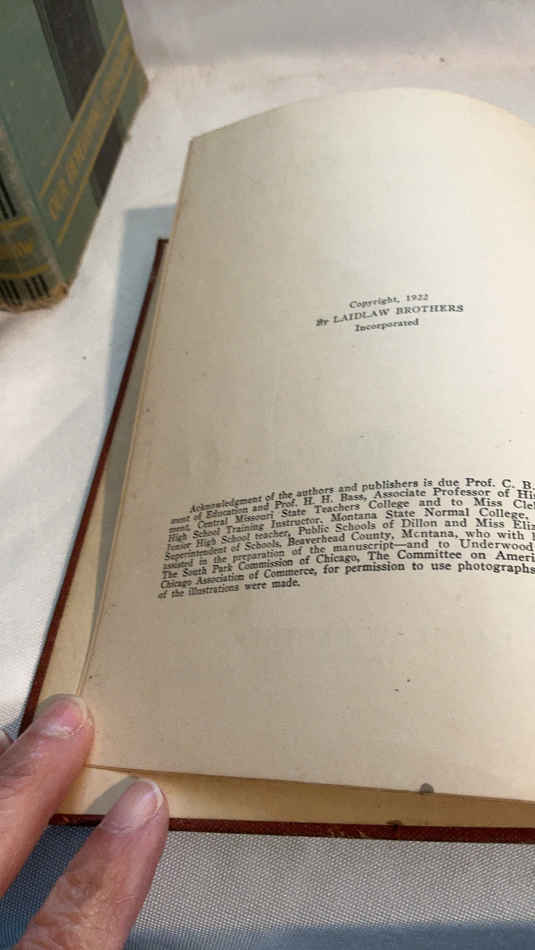 Copyright, 1922
By LAIDLAW BROTHERS
Incorporated
Acknowledgment of the authors and publishers is due Prof. C. B.
ment of Education and Prof. H. H. Bass, Associate Professor of His
ment, Central Missouri State Teachers College and to Miss Cle
High School Training Instructor, Montana State Normal College,
Junior High School teacher, Public Schools of Dillon and Miss Eliz
Superintendent of Schools, Beaverhead County, Montana, who with
assisted in the preparation of the manuscript—and to Underwood
The South Park Commission of Chicago, The Committee on Ameri
Chicago Association of Commerce, for permission to use photographs
of the illustrations were made.